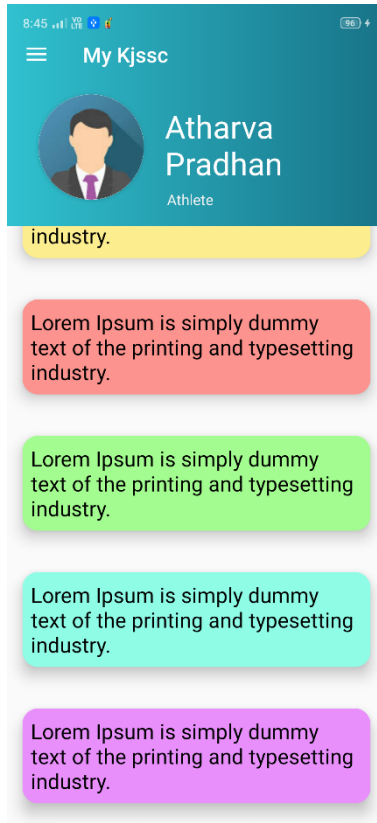 8:45 VO LTE 96
My Kjssc
Atharva
Pradhan
Athlete
industry.
Lorem Ipsum is simply dummy
text of the printing and typesetting
industry.
Lorem Ipsum is simply dummy
text of the printing and typesetting
industry.
Lorem Ipsum is simply dummy
text of the printing and typesetting
industry.
Lorem Ipsum is simply dummy
text of the printing and typesetting
industry.